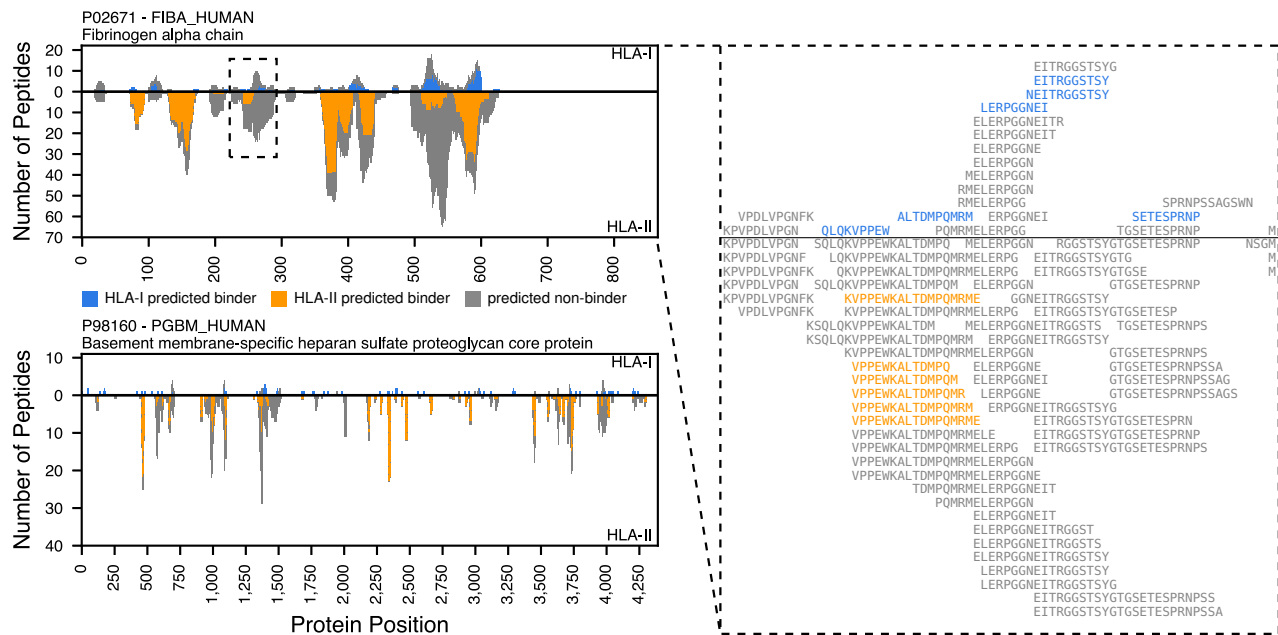 P02671 - FIBA_HUMAN
Fibrinogen alpha chain
Number of Peptides
20
10
0
10
20
30
40
50
60
70
HLA-I
HLA-II
0
100
200
300
400
500
600
700
800
HLA-I predicted binder
HLA-II predicted binder
predicted non-binder
P98160 - PGBM_HUMAN
Basement membrane-specific heparan sulfate proteoglycan core protein
Number of Peptides
10
0
10
20
30
40
HLA-I
HLA-II
0
250
500
750
1,000
1,250
1,500
1,750
2,000
2,250
2,500
2,750
3,000
3,250
3,500
3,750
4,000
4,250
Protein Position
EITRGGSTSYG
EITRGGSTSY
NEITRGGSTSY
LERPGGNEI
ELERPGGNEITR
ELERPGGNEIT
ELERPGGNE
ELERPGGN
MELERPGGN
RMELERPGGN
RMELERPGG SPRNPSSAGSWN
VPDLVPGNFK ALTDMPQMRM ERPGGNEI SETESPRNP
KPVPDLVPGN QLQKVPPEW PQMRMELERPGG TGSETESPRNP M
KPVPDLVPGN SQLQKVPPEWKALTDMPQ MELERPGGN RGGSTSYGTGSETESPRNP NSGM
KPVPDLVPGNF LQKVPPEWKALTDMPQMRMELERPG EITRGGSTSYGTG M
KPVPDLVPGNFK QKVPPEWKALTDMPQMRMELERPG EITRGGSTSYGTGSE M
KPVPDLVPGN SQLQKVPPEWKALTDMPQM ELERPGGN GTGSETESPRNP
KPVPDLVPGNFK KVPPEWKALTDMPQMRME GGNEITRGGSTSY
VPDLVPGNFK KVPPEWKALTDMPQMRMELERPG EITRGGSTSYGTGSETESP
KSQLQKVPPEWKALTDM MELERPGGNEITRGGSTS TGSETESPRNPS
KSQLQKVPPEWKALTDMPQMRMELERPGGN
KVPPEWKALTDMPQMRMELERPGGN GTGSETESPRNPS
VPPEWKALTDMPQ ELERPGGNE GTGSETESPRNPSSA
VPPEWKALTDMPQM ELERPGGNEI GTGSETESPRNPSSAG
VPPEWKALTDMPQMR LERPGGNE GTGSETESPRNPSSAGS
VPPEWKALTDMPQMRM ERPGGNEITRGGSTSYG
VPPEWKALTDMPQMRME EITRGGSTSYGTGSETESPRN
VPPEWKALTDMPQMRMELE EITRGGSTSYGTGSETESPRNP
VPPEWKALTDMPQMRMELERPG EITRGGSTSYGTGSETESPRNPS
VPPEWKALTDMPQMRMELERPGGN
VPPEWKALTDMPQMRMELERPGGNE
TDMPQMRMELERPGGNEIT
PQMRMELERPGGN
ELERPGGNEIT
ELERPGGNEITRGGST
ELERPGGNEITRGGSTS
ELERPGGNEITRGGSTSY
LERPGGNEITRGGSTSYG
EITRGGSTSYGTGSETESPRNPSS
EITRGGSTSYGTGSETESPRNPSSA